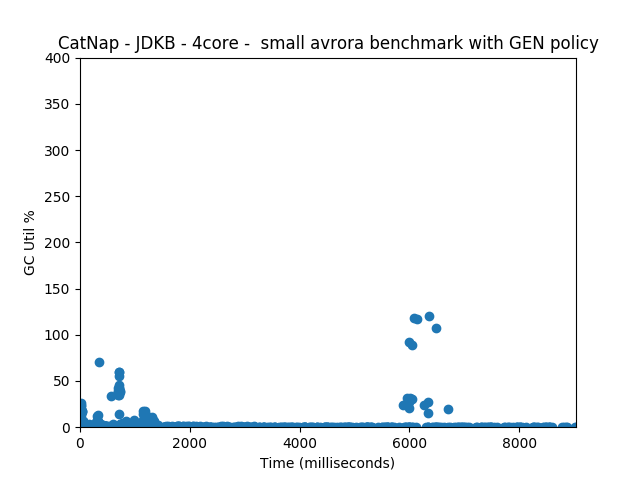 CatNap - JDKB - 4core -  small avrora benchmark with GEN policy
400
350
300
250
200
150
100
50
0
GC Util %
0 2000 4000 6000 8000
Time (milliseconds)